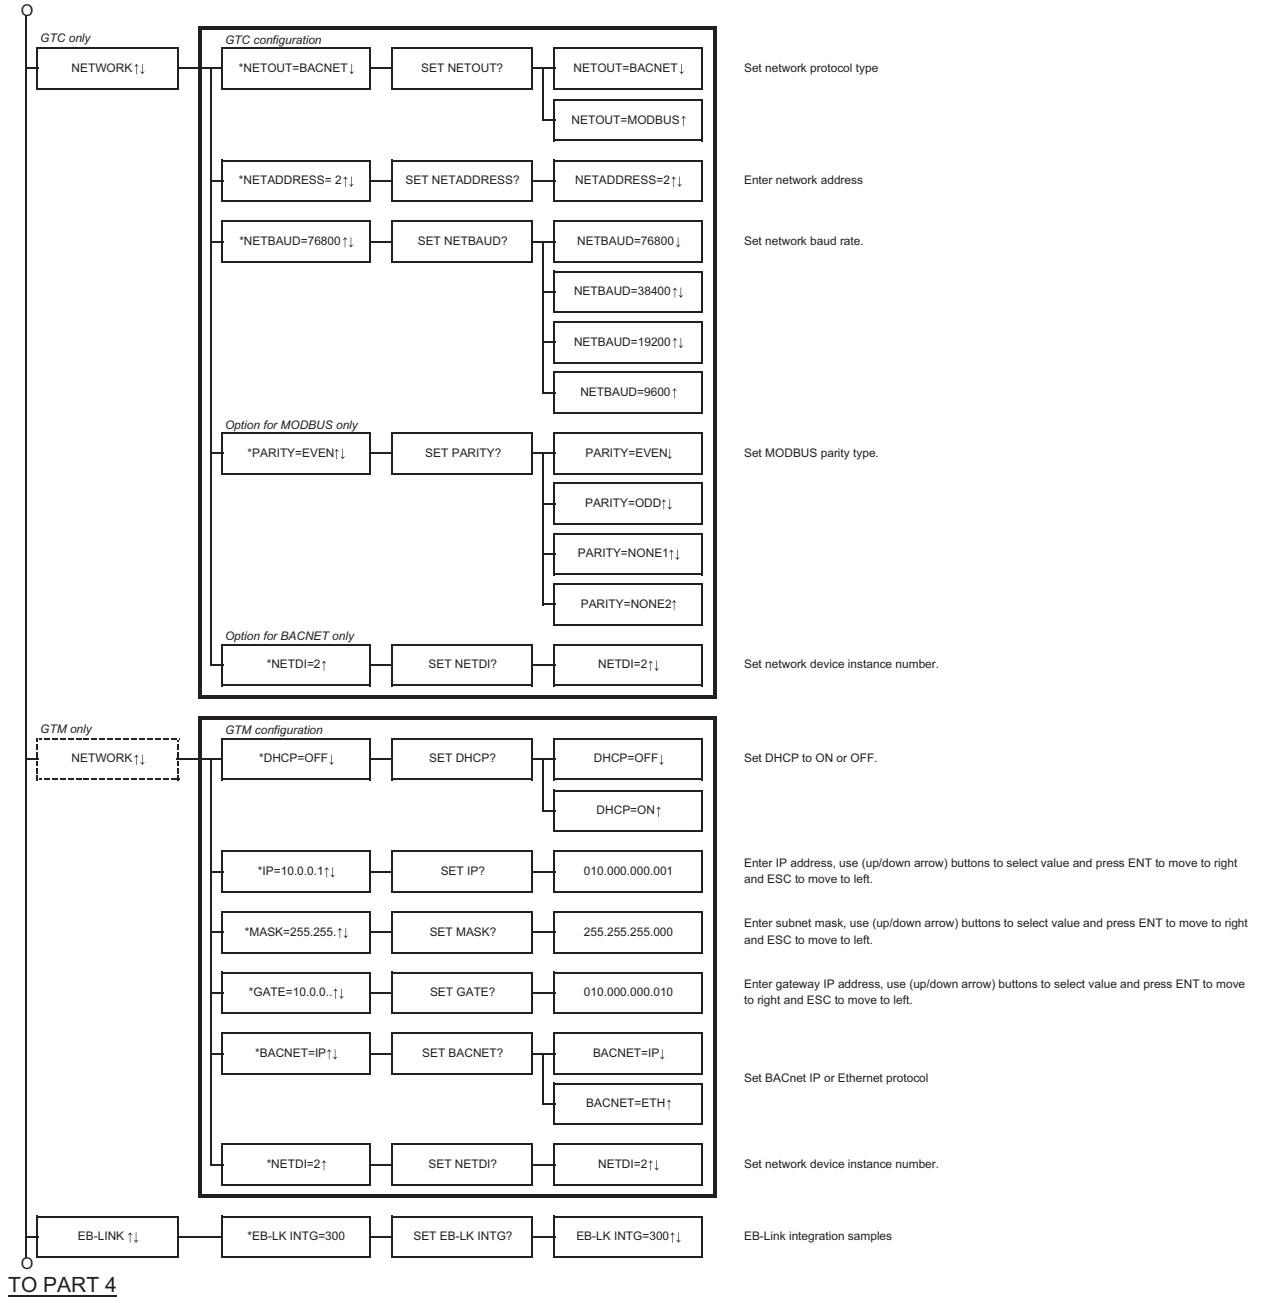 GTC only
GTC configuration
NETWORK↑↓
*NETOUT=BACNET↓
SET NETOUT?
NETOUT=BACNET↓
Set network protocol type
NETOUT=MODBUS↑
*NETADDRESS= 2↑↓
SET NETADDRESS?
NETADDRESS=2↑↓
Enter network address
*NETBAUD=76800↑↓
SET NETBAUD?
NETBAUD=76800↓
Set network baud rate.
NETBAUD=38400↑↓
NETBAUD=19200↑↓
NETBAUD=9600↑
Option for MODBUS only
*PARITY=EVEN↑↓
SET PARITY?
PARITY=EVEN↓
Set MODBUS parity type.
PARITY=ODD↑↓
PARITY=NONE1↑↓
PARITY=NONE2↑
Option for BACNET only
*NETDI=2↑
SET NETDI?
NETDI=2↑↓
Set network device instance number.
GTM only
GTM configuration
NETWORK↑↓
*DHCP=OFF↓
SET DHCP?
DHCP=OFF↓
Set DHCP to ON or OFF.
DHCP=ON↑
*IP=10.0.0.1↑↓
SET IP?
010.000.000.001
Enter IP address, use (up/down arrow) buttons to select value and press ENT to move to right
and ESC to move to left.
*MASK=255.255.↑↓
SET MASK?
255.255.255.000
Enter subnet mask, use (up/down arrow) buttons to select value and press ENT to move to right
and ESC to move to left.
*GATE=10.0.0..↑↓
SET GATE?
010.000.000.010
Enter gateway IP address, use (up/down arrow) buttons to select value and press ENT to move
to right and ESC to move to left.
*BACNET=IP↑↓
SET BACNET?
BACNET=IP↓
Set BACnet IP or Ethernet protocol
BACNET=ETH↑
*NETDI=2↑
SET NETDI?
NETDI=2↑↓
Set network device instance number.
EB-LINK ↑↓
*EB-LK INTG=300
SET EB-LK INTG?
EB-LK INTG=300↑↓
EB-Link integration samples
TO PART 4